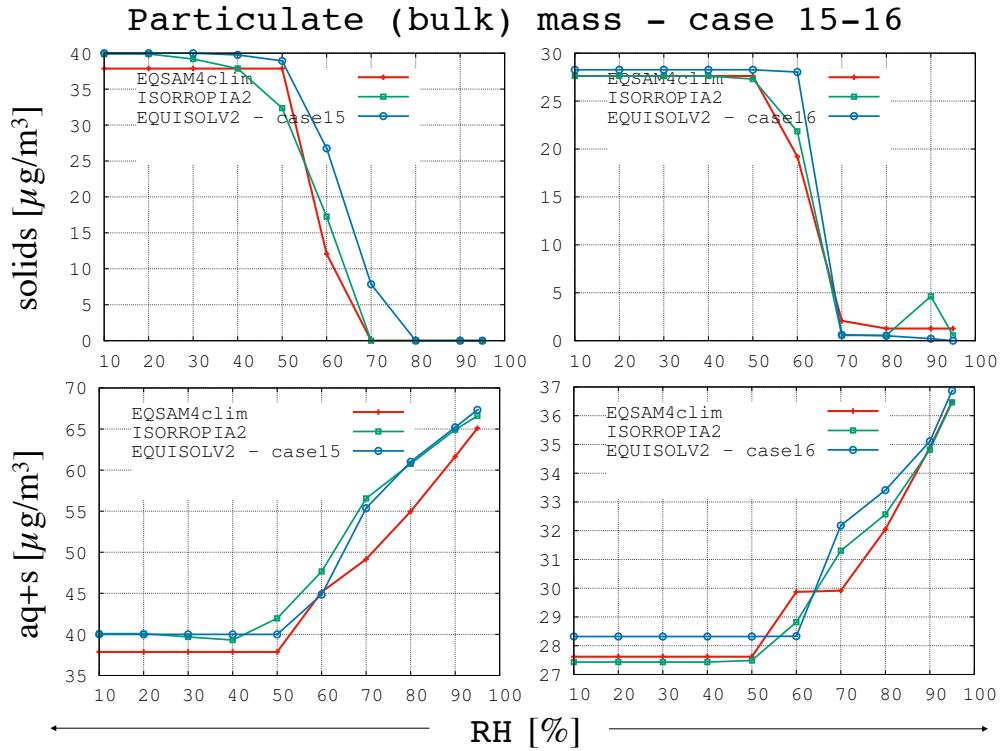 Particulate (bulk) mass - case 15-16
solids [µg/m³]
40
35
30
25
20
15
10
5
0
EQSAM4clim
ISORROPIA2
EQUISOLV2 - case15
10 20 30 40 50 60 70 80 90 100
30
25
20
15
10
5
0
EQSAM4clim
ISORROPIA2
EQUISOLV2 - case16
10 20 30 40 50 60 70 80 90 100
aq+s [µg/m³]
70
65
60
55
50
45
40
35
EQSAM4clim
ISORROPIA2
EQUISOLV2 - case15
10 20 30 40 50 60 70 80 90 100
37
36
35
34
33
32
31
30
29
28
27
EQSAM4clim
ISORROPIA2
EQUISOLV2 - case16
10 20 30 40 50 60 70 80 90 100
RH [%]